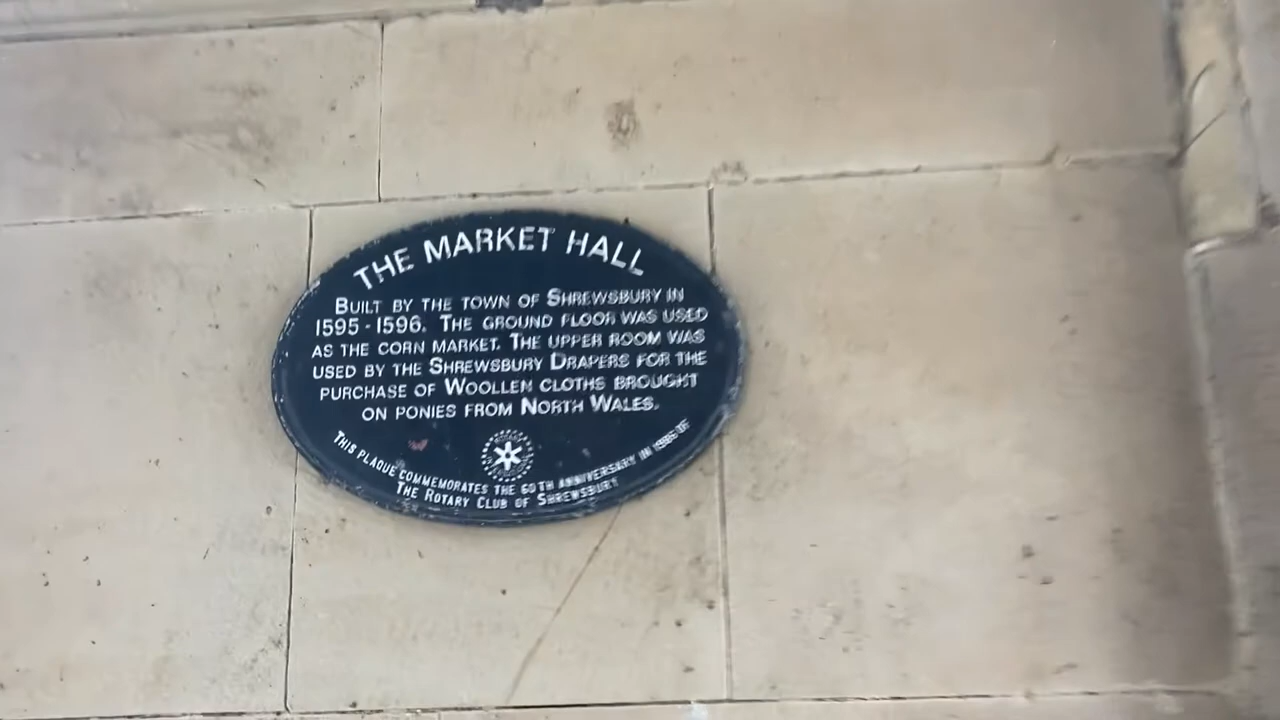 THE MARKET HALL
BUILT BY THE TOWN OF SHREWSBURY IN
1595 - 1596. THE GROUND FLOOR WAS USED
AS THE CORN MARKET. THE UPPER ROOM WAS
USED BY THE SHREWSBURY DRAPERS FOR THE
PURCHASE OF WOOLLEN CLOTHS BROUGHT
ON PONIES FROM NORTH WALES.
THIS PLAQUE COMMEMORATES THE 60TH ANNIVERSARY IN 1985 OF
THE ROTARY CLUB OF SHREWSBURY